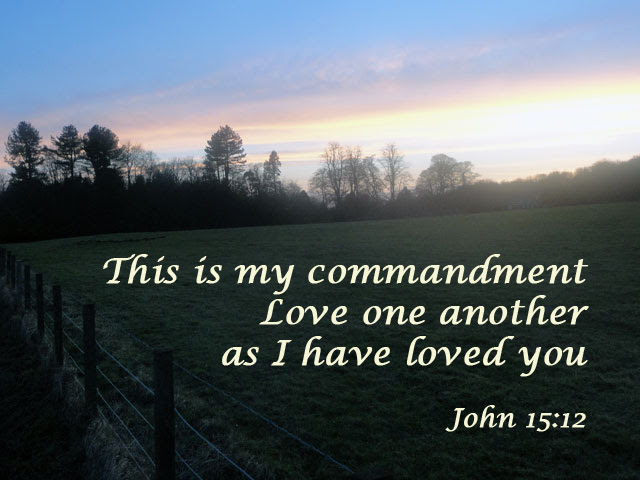 This is my commandment
Love one another
as I have loved you
John 15:12